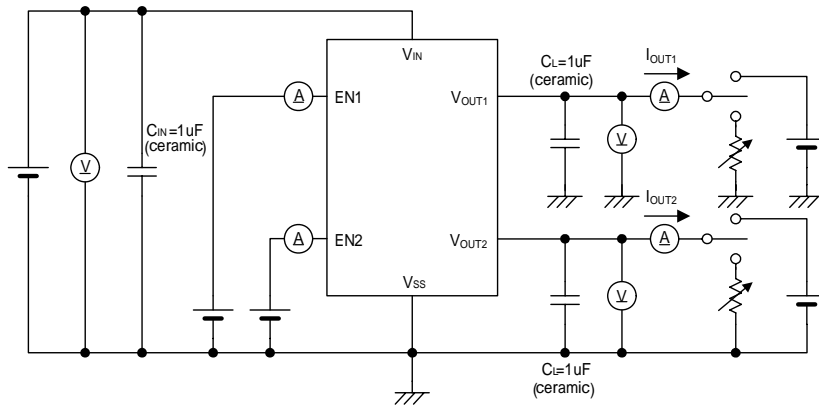 VIN
EN1
VOUT1
EN2
VOUT2
VSS
CIN=1uF
(ceramic)
V
A
A
CL=1uF
(ceramic)
IOUT1
A
V
IOUT2
A
V
CL=1uF
(ceramic)